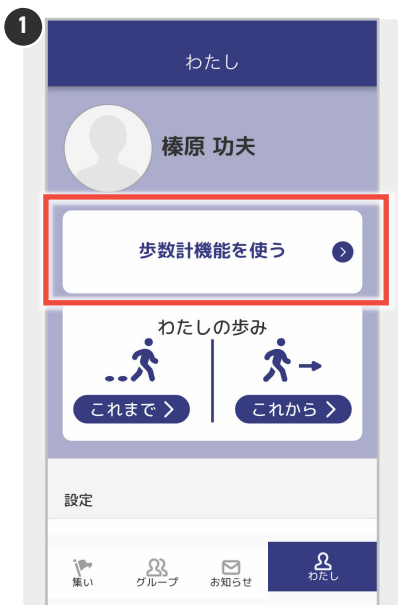 1
わたし
榛原 功夫
歩数計機能を使う
わたしの歩み
これまで
これから
設定
集い
グループ
お知らせ
わたし